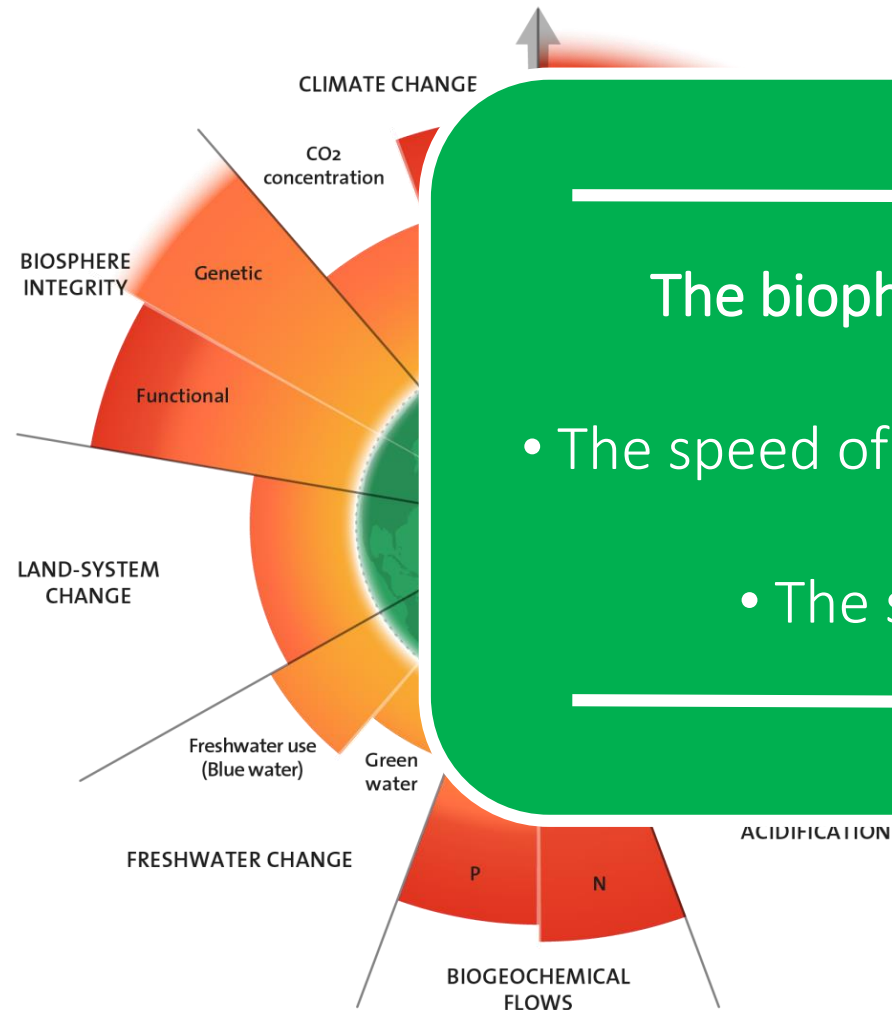 CLIMATE CHANGE
CO2
concentration
BIOSPHERE
INTEGRITY
Genetic
Functional
LAND-SYSTEM
CHANGE
Freshwater use
(Blue water)
Green
water
FRESHWATER CHANGE
P
N
BIOGEOCHEMICAL
FLOWS
ACIDIFICATION
The bioph
• The speed of
• The s